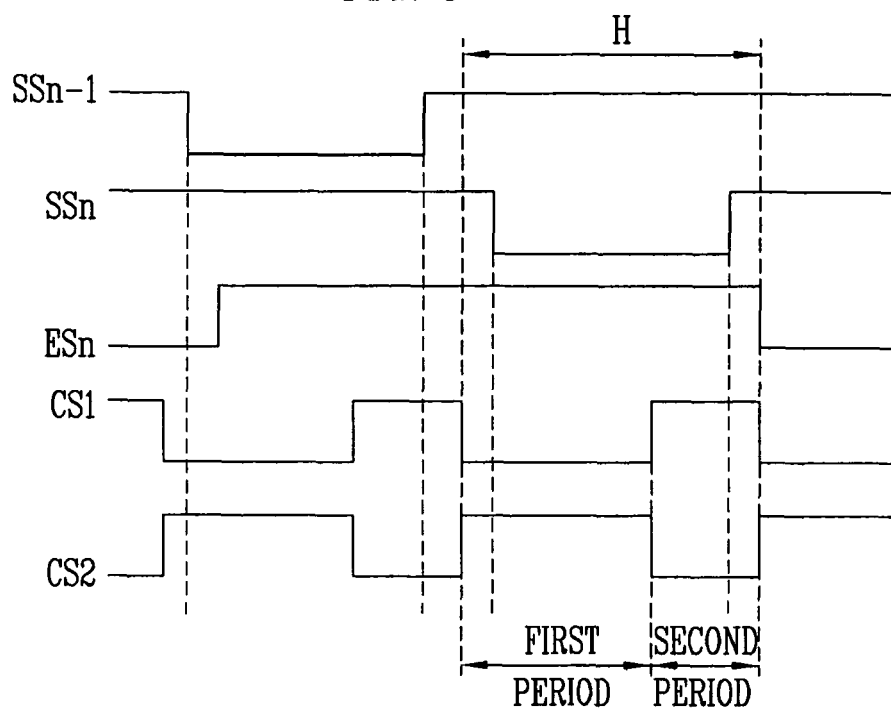 H
SSn-1
SSn
ESn
CS1
CS2
FIRST PERIOD
SECOND PERIOD